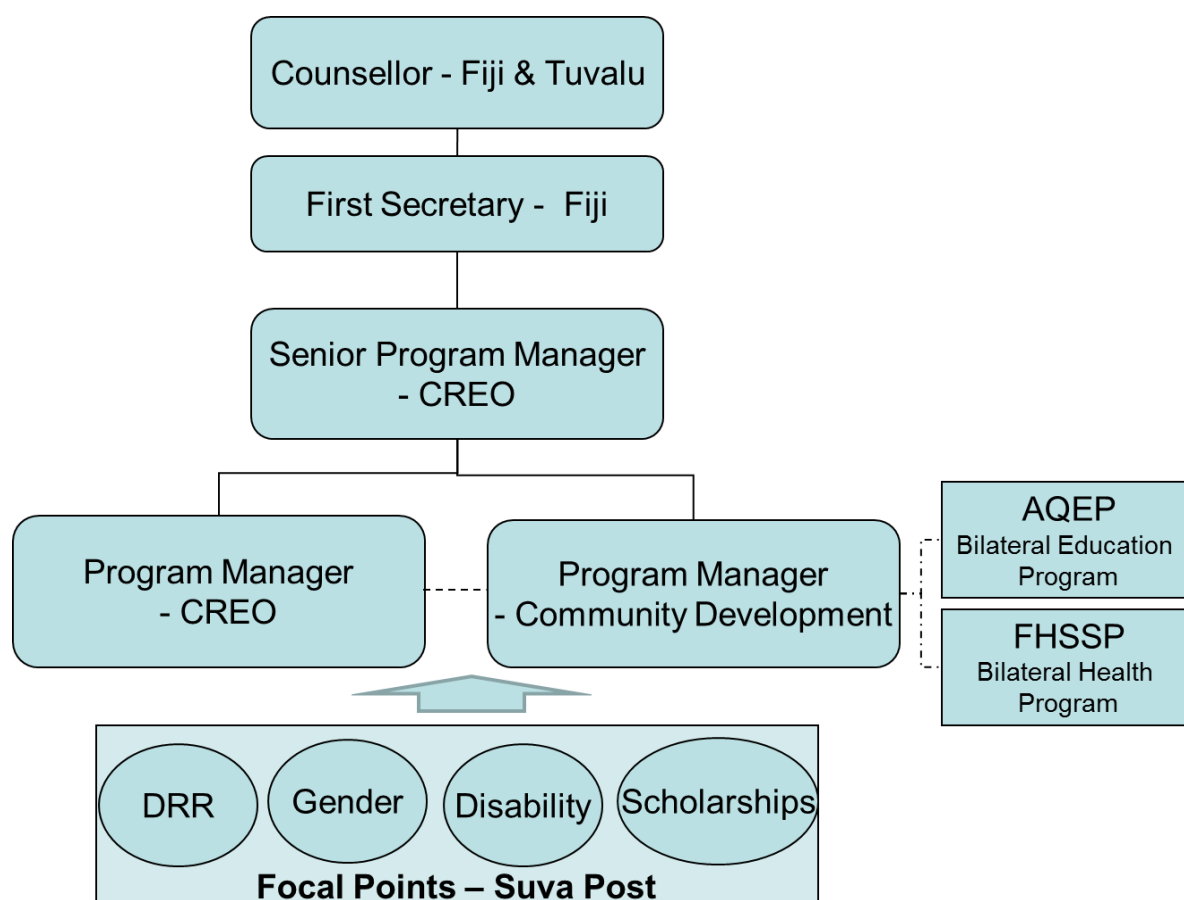 Counsellor - Fiji & Tuvalu
First Secretary -  Fiji
Senior Program Manager
- CREO
Program Manager
- CREO
Program Manager
- Community Development
AQEP
Bilateral Education
Program
FHSSP
Bilateral Health
Program
DRR
Gender
Disability
Scholarships
Focal Points – Suva Post